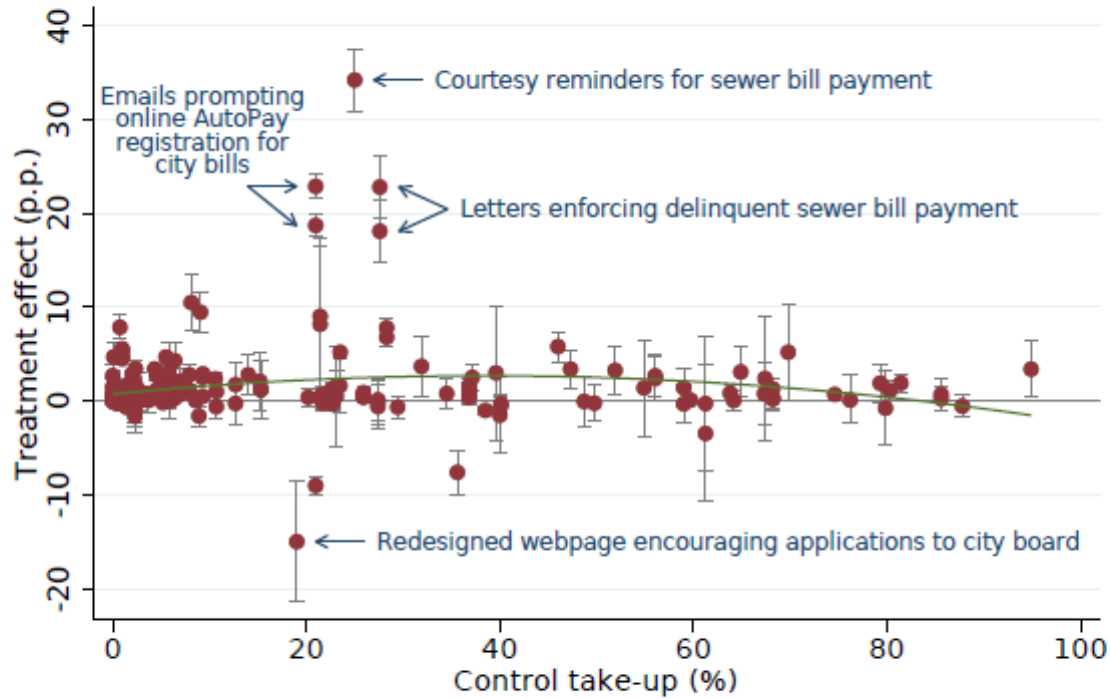 40
30
20
10
0
-10
-20
Treatment effect (p.p.)
Courtesy reminders for sewer bill payment
Emails prompting
online AutoPay
registration for
city bills
Letters enforcing delinquent sewer bill payment
Redesigned webpage encouraging applications to city board
0 20 40 60 80 100
Control take-up (%)